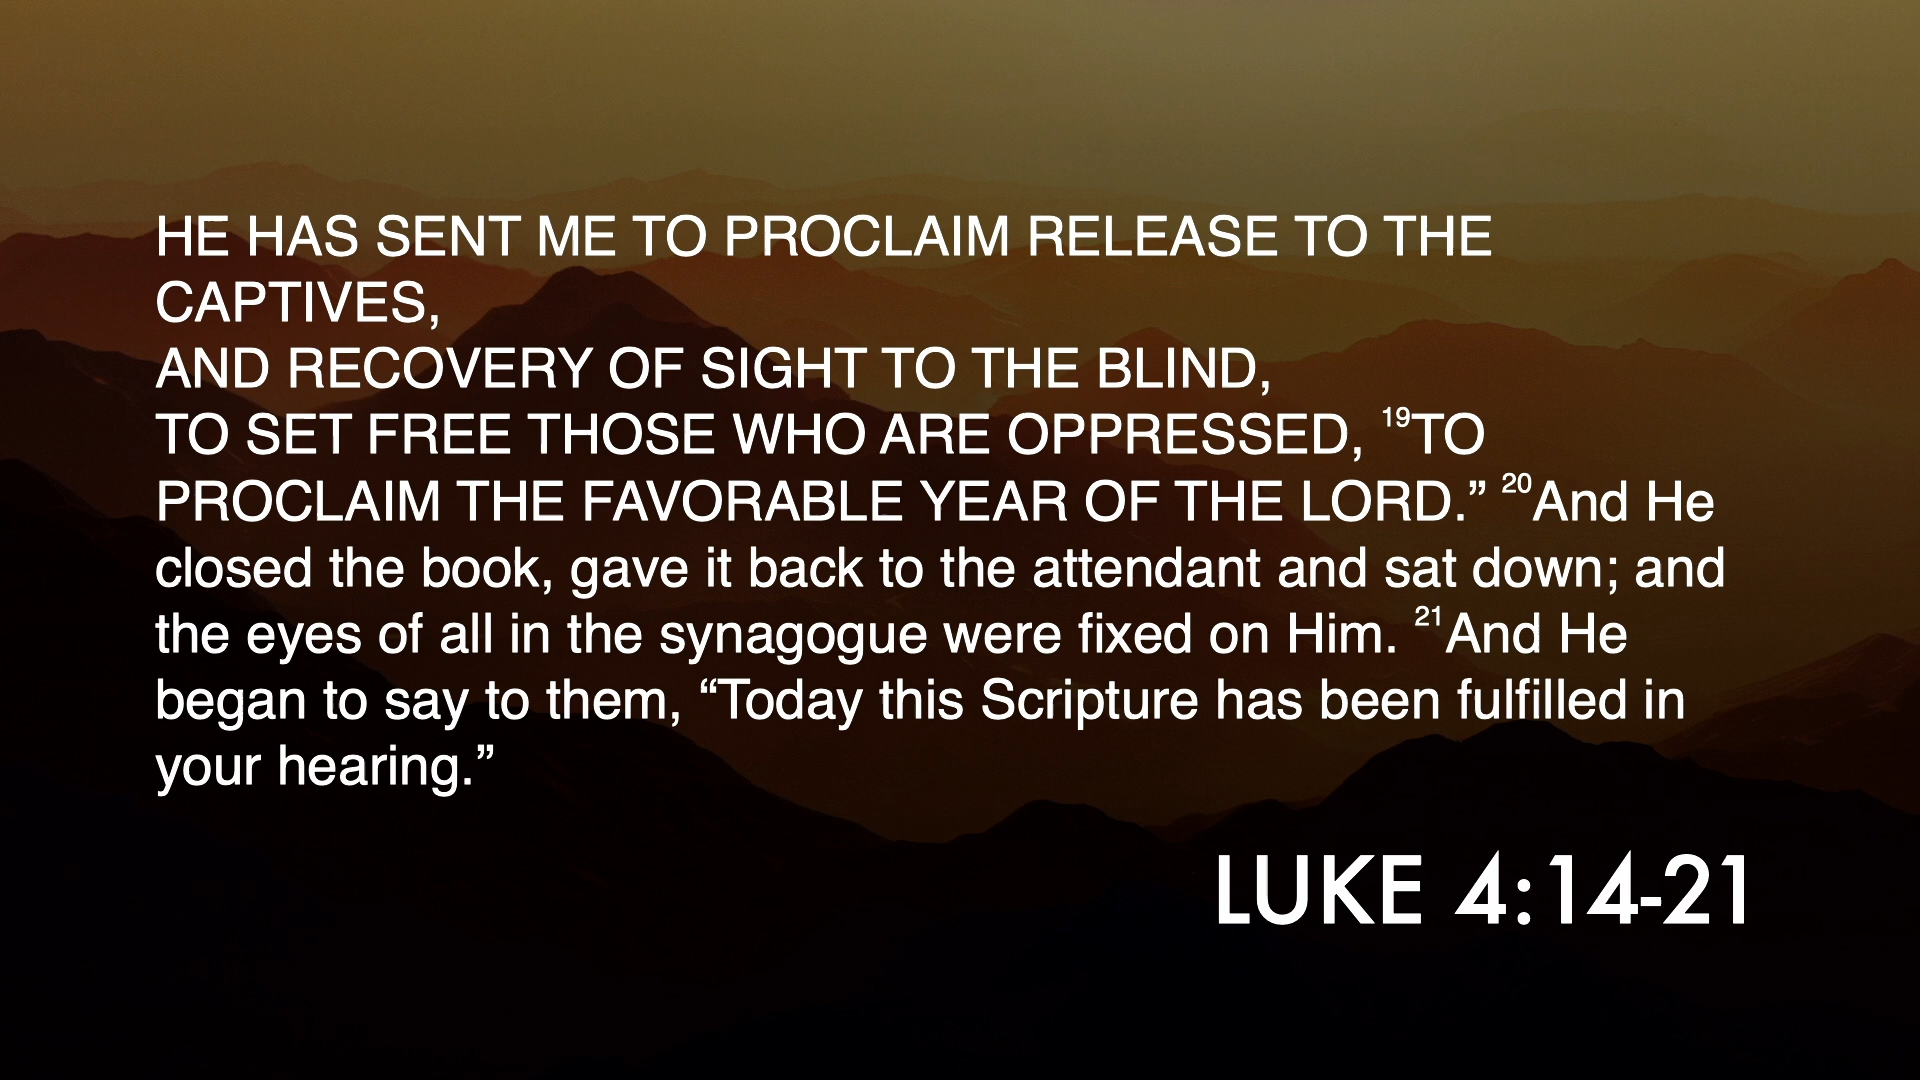 HE HAS SENT ME TO PROCLAIM RELEASE TO THE
CAPTIVES,
AND RECOVERY OF SIGHT TO THE BLIND,
TO SET FREE THOSE WHO ARE OPPRESSED, 19TO
PROCLAIM THE FAVORABLE YEAR OF THE LORD.” 20And He
closed the book, gave it back to the attendant and sat down; and
the eyes of all in the synagogue were fixed on Him. 21And He
began to say to them, “Today this Scripture has been fulfilled in
your hearing.”
LUKE 4:14-21